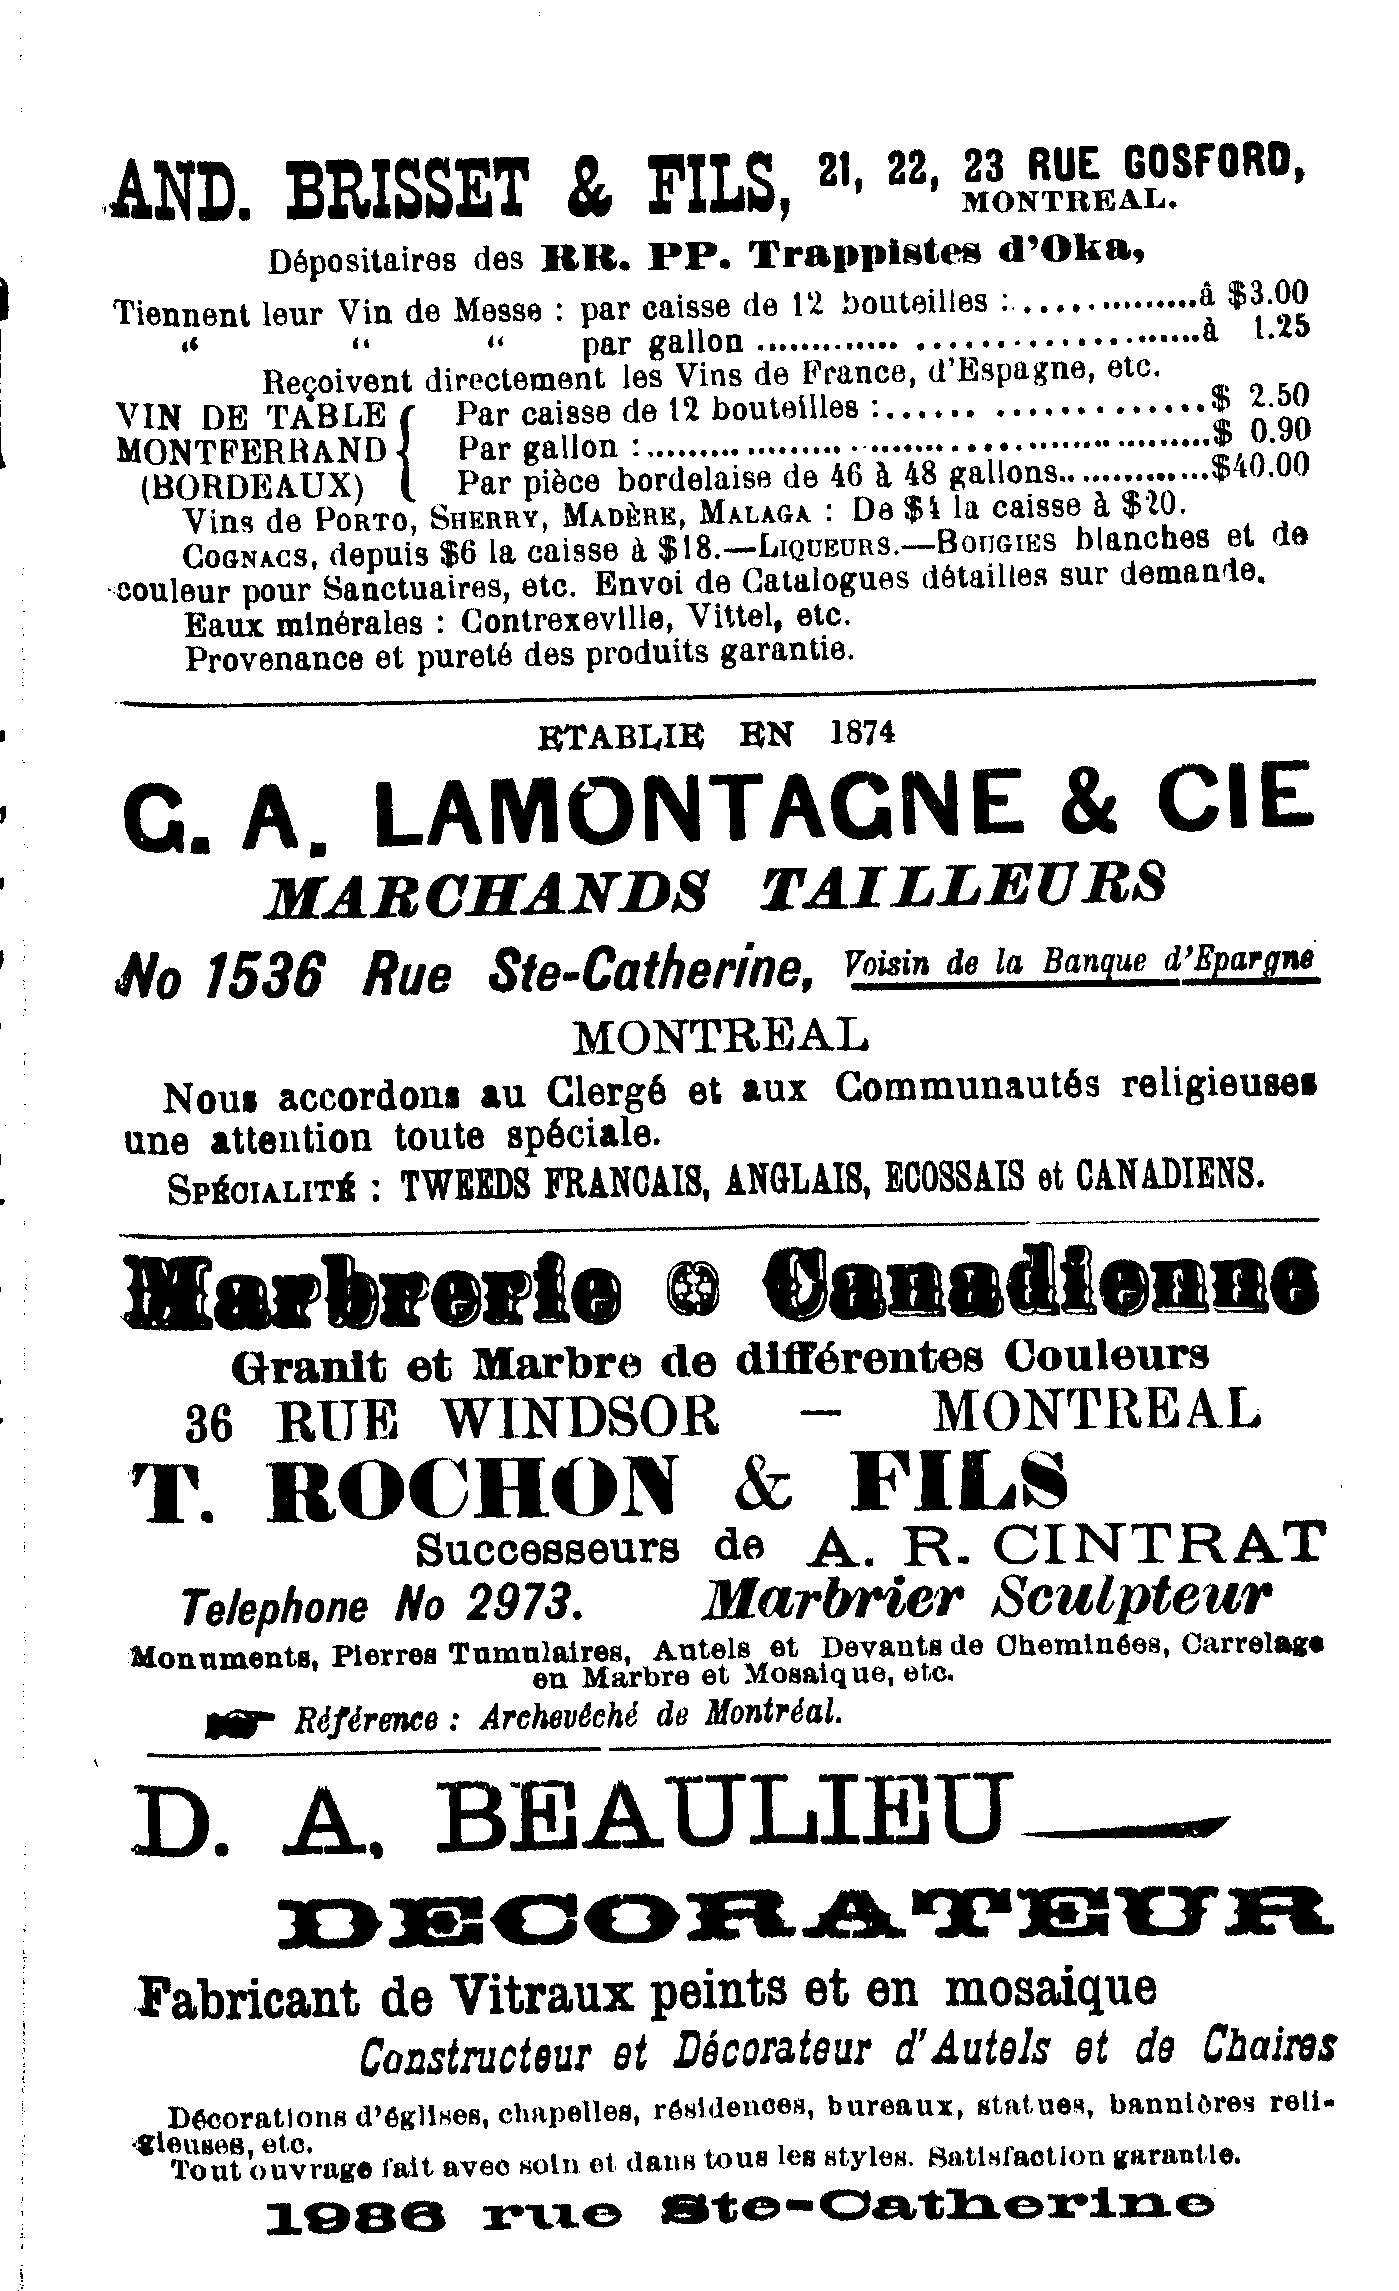 AND. BRISSET & FILS, 21, 22, 23 RUE GOSFORD,
MONTREAL.
Dépositaires des RR. PP. Trappistes d'Oka,
Tiennent leur Vin de Messe : par caisse de 12 bouteilles :................à $3.00
“ “ “ par gallon ................................à 1.25
Reçoivent directement les Vins de France, d'Espagne, etc.
VIN DE TABLE { Par caisse de 12 bouteilles :......................$ 2.50
MONTFERRAND { Par gallon :........................................$ 0.90
(BORDEAUX) { Par pièce bordelaise de 46 à 48 gallons..............$40.00
Vins de PORTO, SHERRY, MADÈRE, MALAGA : De $4 la caisse à $20.
COGNACS, depuis $6 la caisse à $18.—LIQUEURS.—BOUGIES blanches et de
couleur pour Sanctuaires, etc. Envoi de Catalogues détailles sur demande.
Eaux minérales : Contrexeville, Vittel, etc.
Provenance et pureté des produits garantie.
ETABLIE EN 1874
G. A. LAMONTAGNE & CIE
MARCHANDS TAILLEURS
No 1536 Rue Ste-Catherine, Voisin de la Banque d'Epargne
MONTREAL
Nous accordons au Clergé et aux Communautés religieuses
une attention toute spéciale.
SPÉCIALITÉ : TWEEDS FRANCAIS, ANGLAIS, ECOSSAIS et CANADIENS.
Marbrerie Canadienne
Granit et Marbre de différentes Couleurs
36 RUE WINDSOR – MONTREAL
T. ROCHON & FILS
Successeurs de A. R. CINTRAT
Telephone No 2973. Marbrier Sculpteur
Monuments, Pierres Tumulaires, Autels et Devants de Cheminées, Carrelage
en Marbre et Mosaique, etc.
☛ Référence : Archevêché de Montréal.
D. A. BEAULIEU
DECORATEUR
Fabricant de Vitraux peints et en mosaique
Constructeur et Décorateur d'Autels et de Chaires
Décorations d'églises, chapelles, résidences, bureaux, statues, bannières reli-
gieuses, etc.
Tout ouvrage fait avec soin et dans tous les styles. Satisfaction garantie.
1986 rue Ste-Catherine